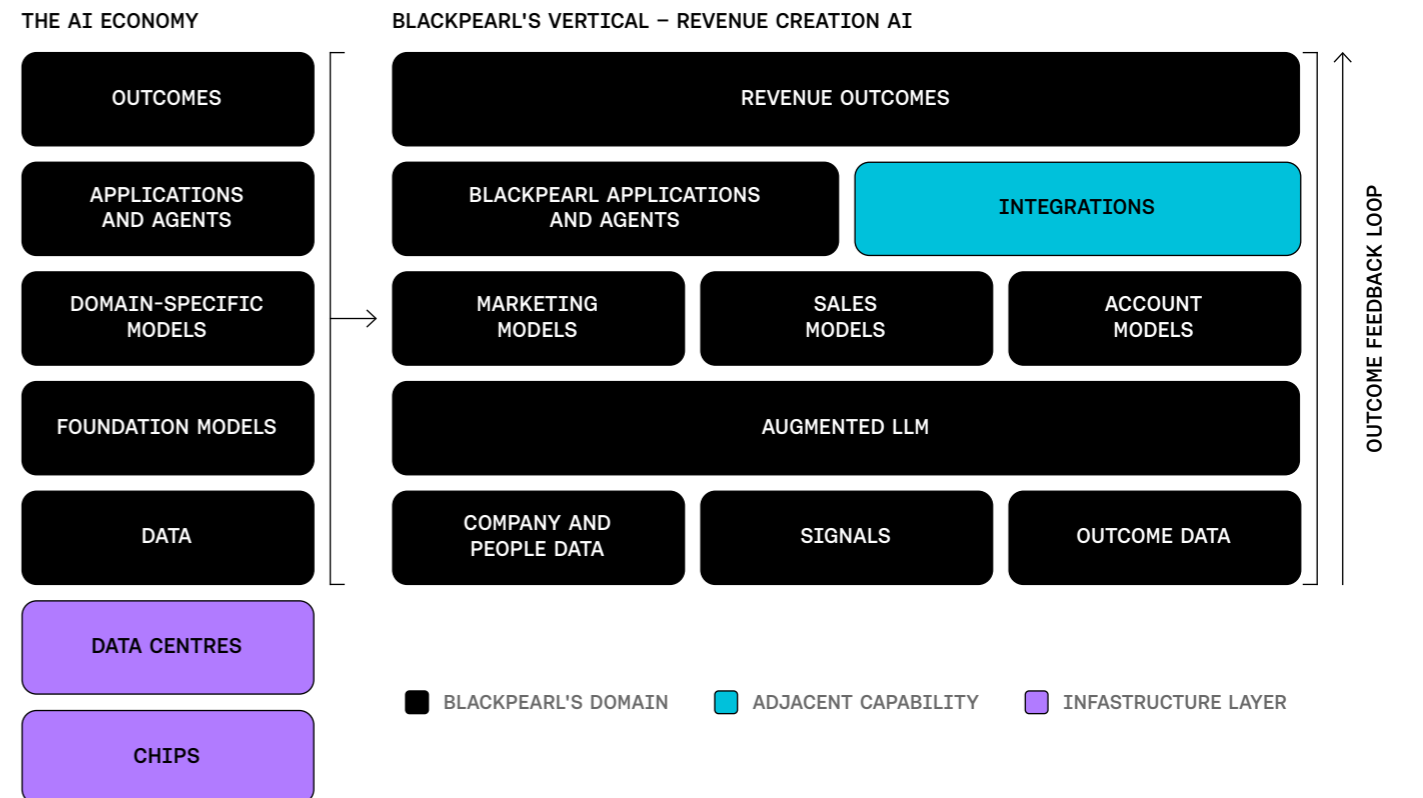 THE AI ECONOMY
BLACKPEARL'S VERTICAL – REVENUE CREATION AI
OUTCOMES
APPLICATIONS
AND AGENTS
DOMAIN-SPECIFIC
MODELS
FOUNDATION MODELS
DATA
DATA CENTRES
CHIPS
REVENUE OUTCOMES
BLACKPEARL APPLICATIONS
AND AGENTS
INTEGRATIONS
MARKETING
MODELS
SALES
MODELS
ACCOUNT
MODELS
AUGMENTED LLM
COMPANY AND
PEOPLE DATA
SIGNALS
OUTCOME DATA
OUTCOME FEEDBACK LOOP
BLACKPEARL'S DOMAIN
ADJACENT CAPABILITY
INFASTRUCTURE LAYER